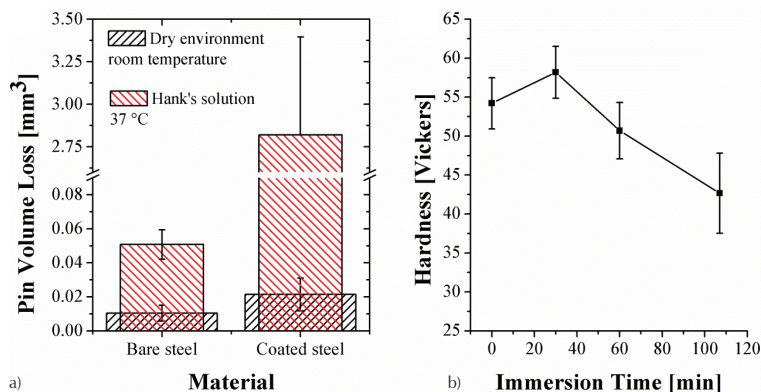 3.50
3.25
3.00
2.75
0.08
0.06
0.04
0.02
0.00
Pin Volume Loss [mm³]
Dry environment
room temperature
Hank's solution
37 °C
Bare steel
Coated steel
Material
a)
65
60
55
50
45
40
35
30
25
Hardness [Vickers]
0
20
40
60
80
100
120
Immersion Time [min]
b)